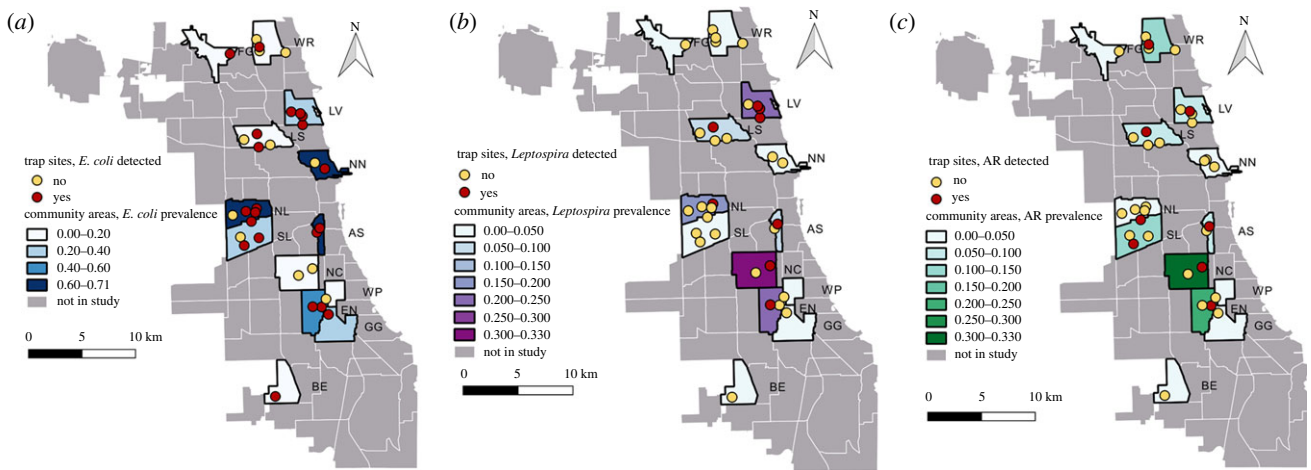 (a)
N
FG
WR
LV
LS
NN
NL
SL
AS
NC
WP
EN
GG
BE
trap sites, E. coli detected
no
yes
community areas, E. coli prevalence
0.00–0.20
0.20–0.40
0.40–0.60
0.60–0.71
not in study
0 5 10 km
(b)
N
FG
WR
LV
LS
NN
NL
SL
AS
NC
WP
EN
GG
BE
trap sites, Leptospira detected
no
yes
community areas, Leptospira prevalence
0.00–0.050
0.050–0.100
0.100–0.150
0.150–0.200
0.200–0.250
0.250–0.300
0.300–0.330
not in study
0 5 10 km
(c)
N
FG
WR
LV
LS
NN
NL
SL
AS
NC
WP
EN
GG
BE
trap sites, AR detected
no
yes
community areas, AR prevalence
0.00–0.050
0.050–0.100
0.100–0.150
0.150–0.200
0.200–0.250
0.250–0.300
0.300–0.330
not in study
0 5 10 km